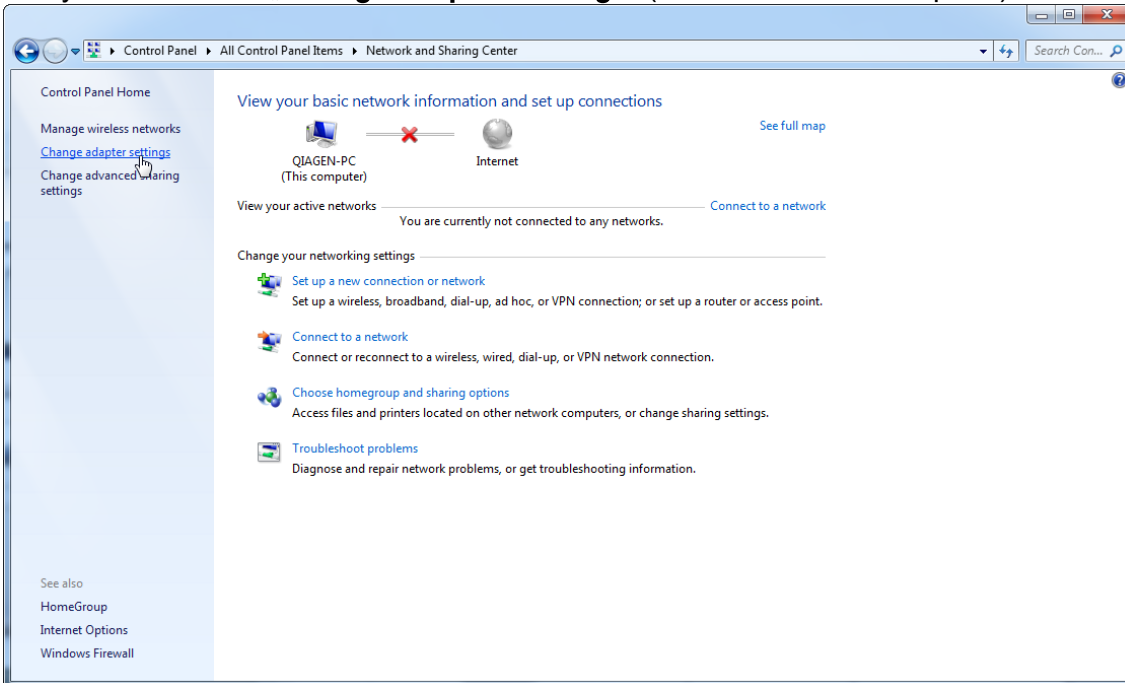 Control Panel ▸ All Control Panel Items ▸ Network and Sharing Center
Search Con...
Control Panel Home
Manage wireless networks
Change adapter settings
Change advanced sharing
settings
View your basic network information and set up connections
See full map
QIAGEN-PC
(This computer)
Internet
View your active networks
Connect to a network
You are currently not connected to any networks.
Change your networking settings
Set up a new connection or network
Set up a wireless, broadband, dial-up, ad hoc, or VPN connection; or set up a router or access point.
Connect to a network
Connect or reconnect to a wireless, wired, dial-up, or VPN network connection.
Choose homegroup and sharing options
Access files and printers located on other network computers, or change sharing settings.
Troubleshoot problems
Diagnose and repair network problems, or get troubleshooting information.
See also
HomeGroup
Internet Options
Windows Firewall